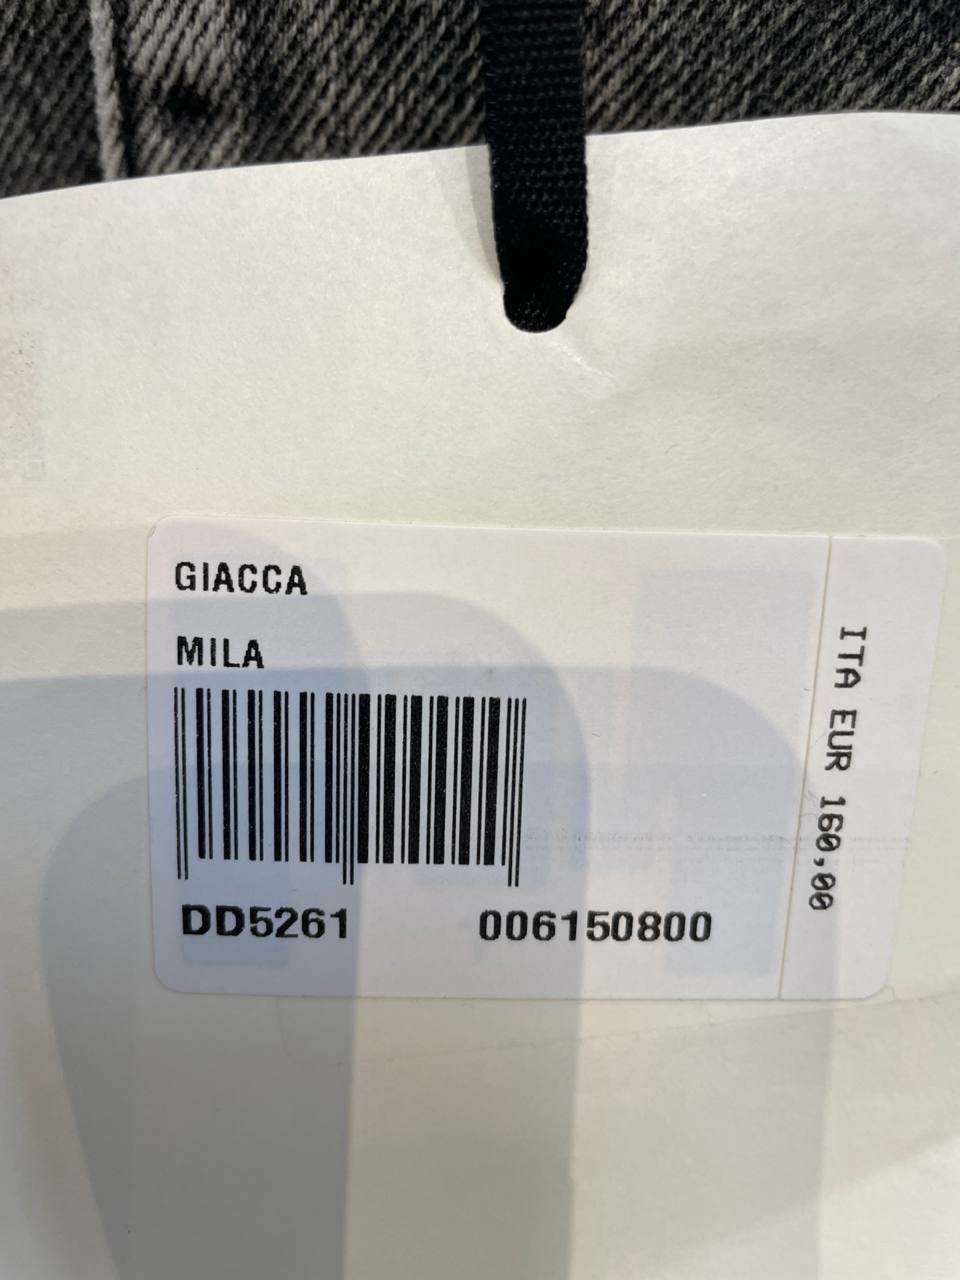 GIACCA
MILA
DD5261 006150800
ITA EUR 160,00